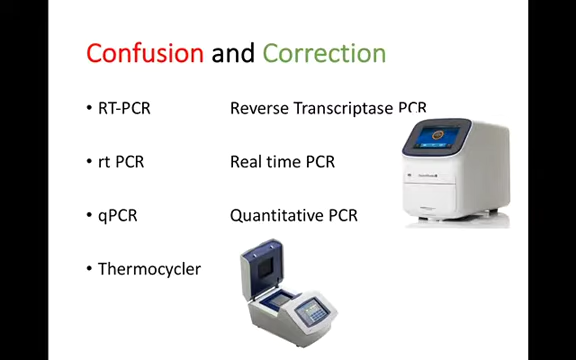 Confusion and Correction
• RT-PCR Reverse Transcriptase PCR
• rt PCR Real time PCR
• qPCR Quantitative PCR
• Thermocycler